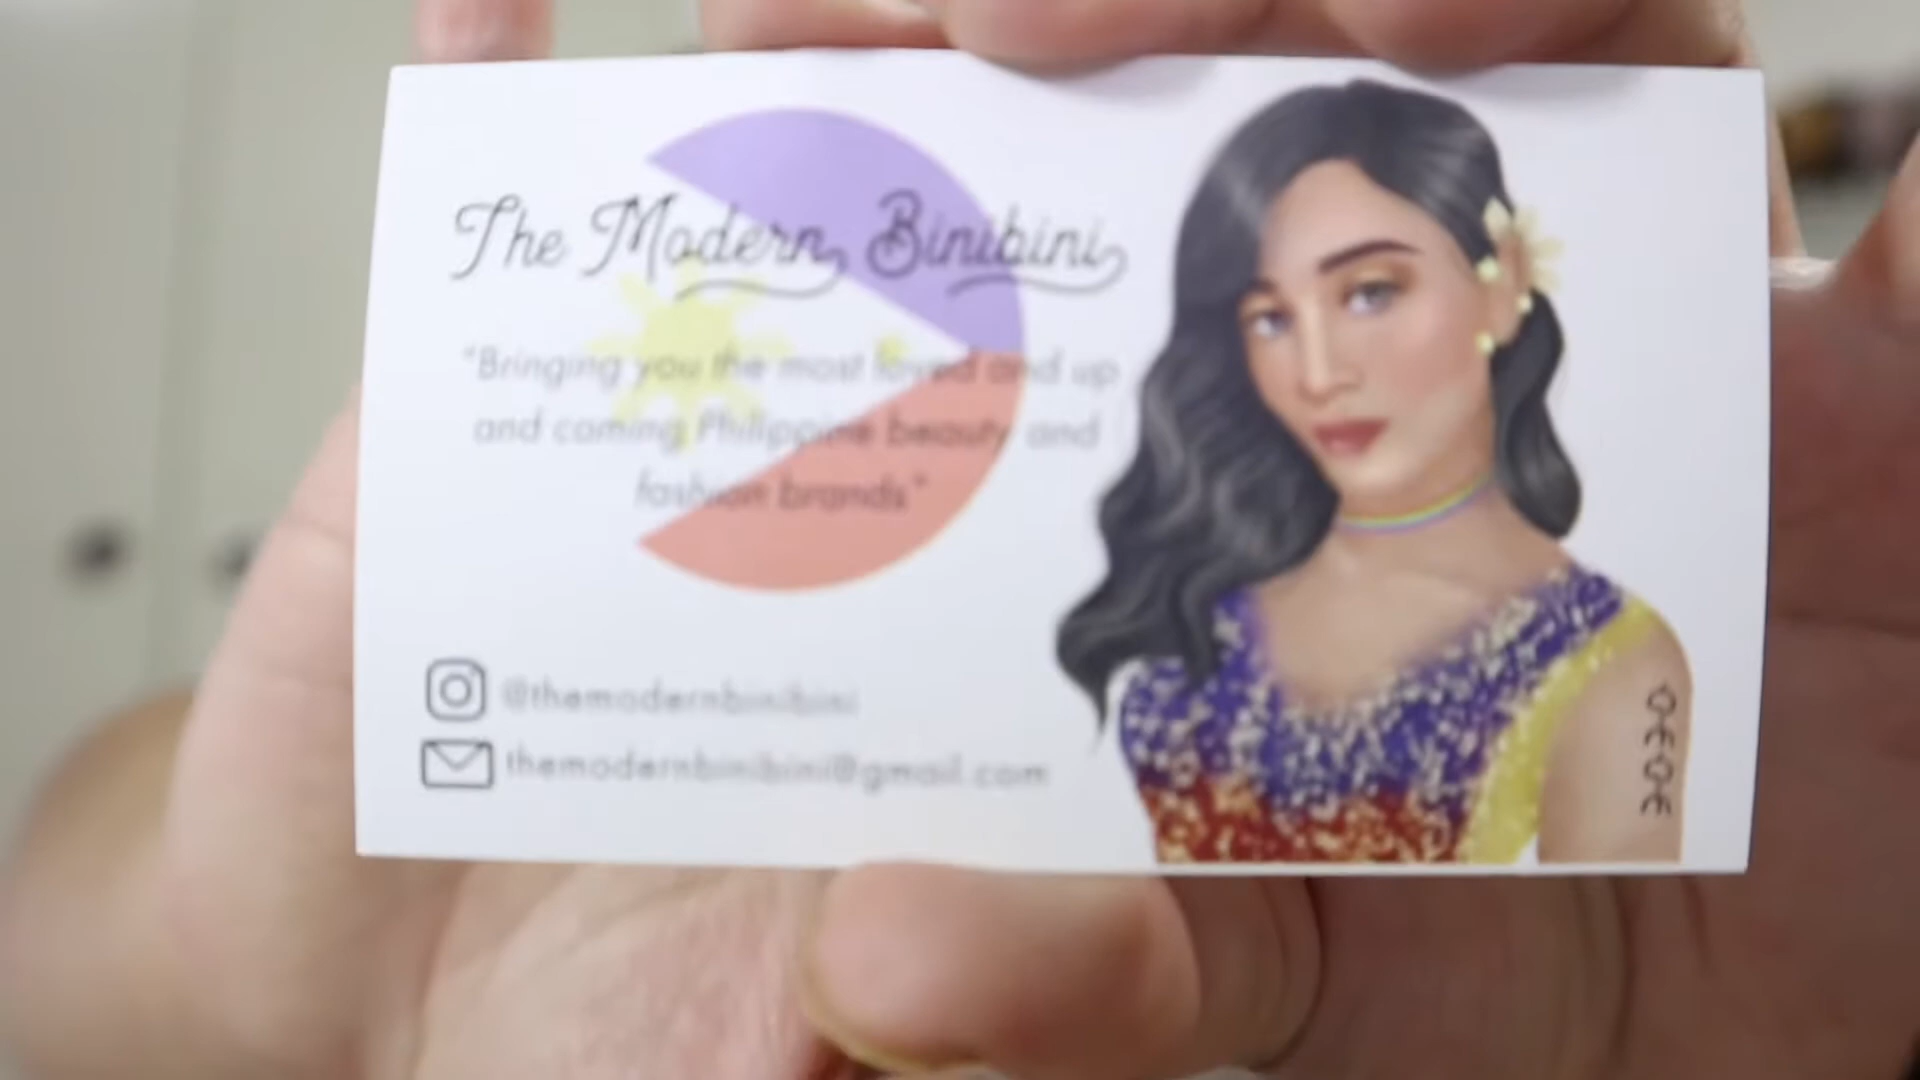 The Modern Binibini
"Bringing you the most loved and up
and coming Philippine beauty and
fashion brands"
@themodernbinibini
themodernbinibini@gmail.com